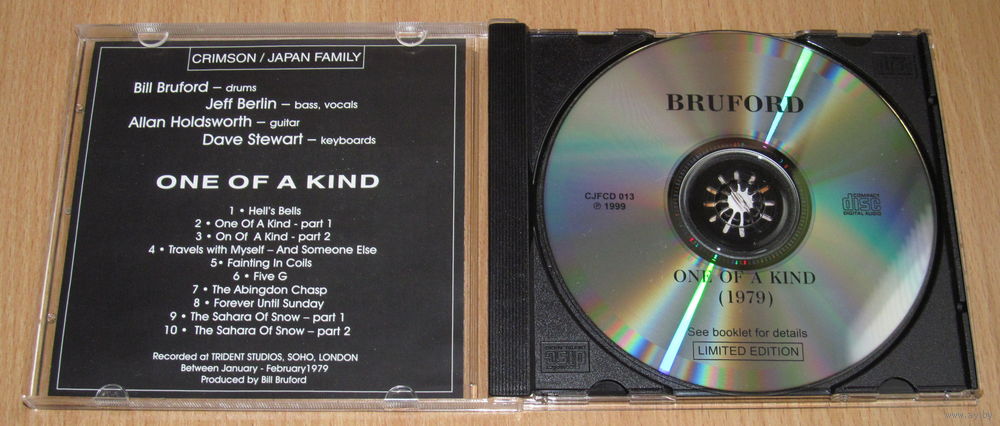 CRIMSON / JAPAN FAMILY
Bill Bruford – drums
Jeff Berlin – bass, vocals
Allan Holdsworth – guitar
Dave Stewart – keyboards
ONE OF A KIND
1 • Hell's Bells
2 • One Of A Kind - part 1
3 • On Of A Kind - part 2
4 • Travels with Myself – And Someone Else
5 • Fainting In Coils
6 • Five G
7 • The Abingdon Chasp
8 • Forever Until Sunday
9 • The Sahara Of Snow – part 1
10 • The Sahara Of Snow – part 2
Recorded at TRIDENT STUDIOS, SOHO, LONDON
Between January - February1979
Produced by Bill Bruford
BRUFORD
CJFCD 013
℗ 1999
COMPACT
disc
DIGITAL AUDIO
ONE OF A KIND
(1979)
See booklet for details
LIMITED EDITION